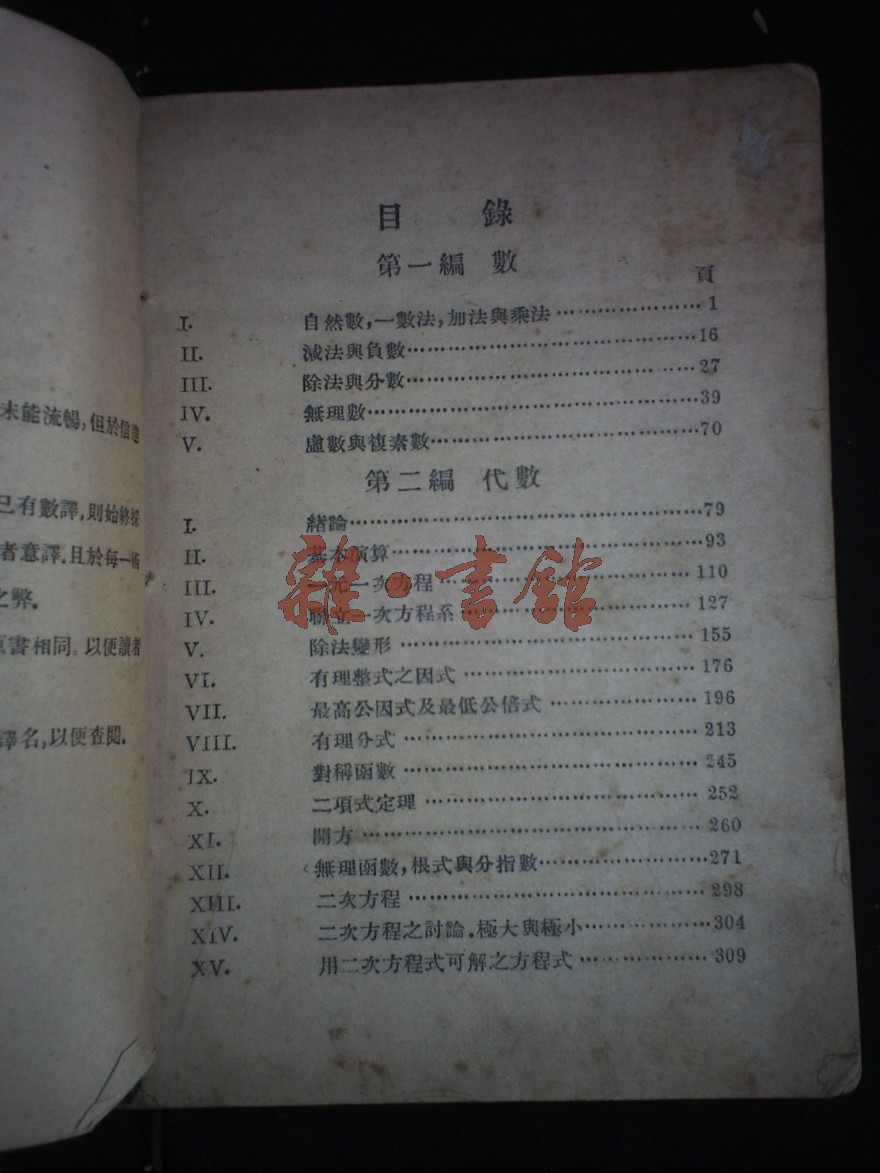 未能流暢,但於信達
已有數譯,則始終採
者意譯.且於每一術
之弊.
原書相同。以便讀者
譯名,以便查閱.
目 錄
第一編 數
頁
I. 自然數,一數法,加法與乘法 1
II. 減法與負數 16
III. 除法與分數 27
IV. 無理數 39
V. 虛數與複素數 70
第二編 代數
I. 緒論 79
II. 基本演算 93
III. 一元一次方程 110
IV. 聯立一次方程系 127
V. 除法變形 155
VI. 有理整式之因式 176
VII. 最高公因式及最低公倍式 196
VIII. 有理分式 213
IX. 對稱函數 245
X. 二項式定理 252
XI. 開方 260
XII. 無理函數,根式與分指數 271
XIII. 二次方程 298
XIV. 二次方程之討論.極大與極小 304
XV. 用二次方程式可解之方程式 309
雜·書館